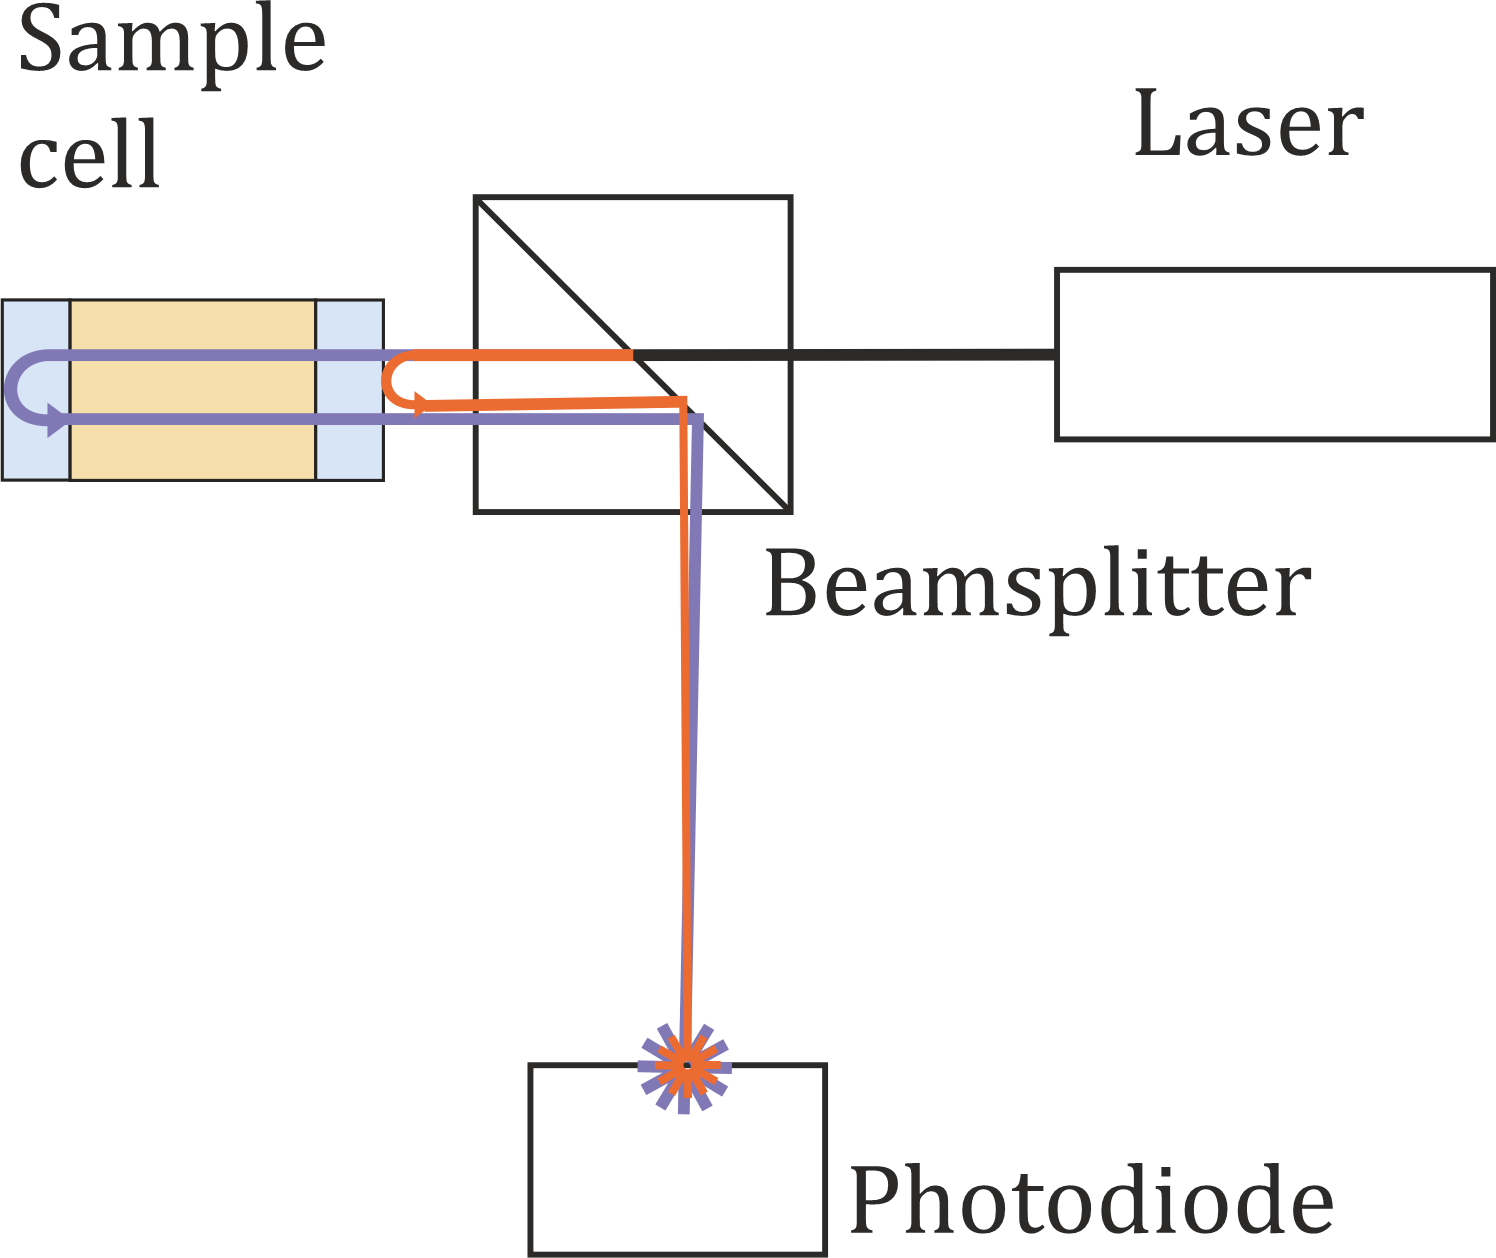 Sample
cell
Laser
Beamsplitter
Photodiode